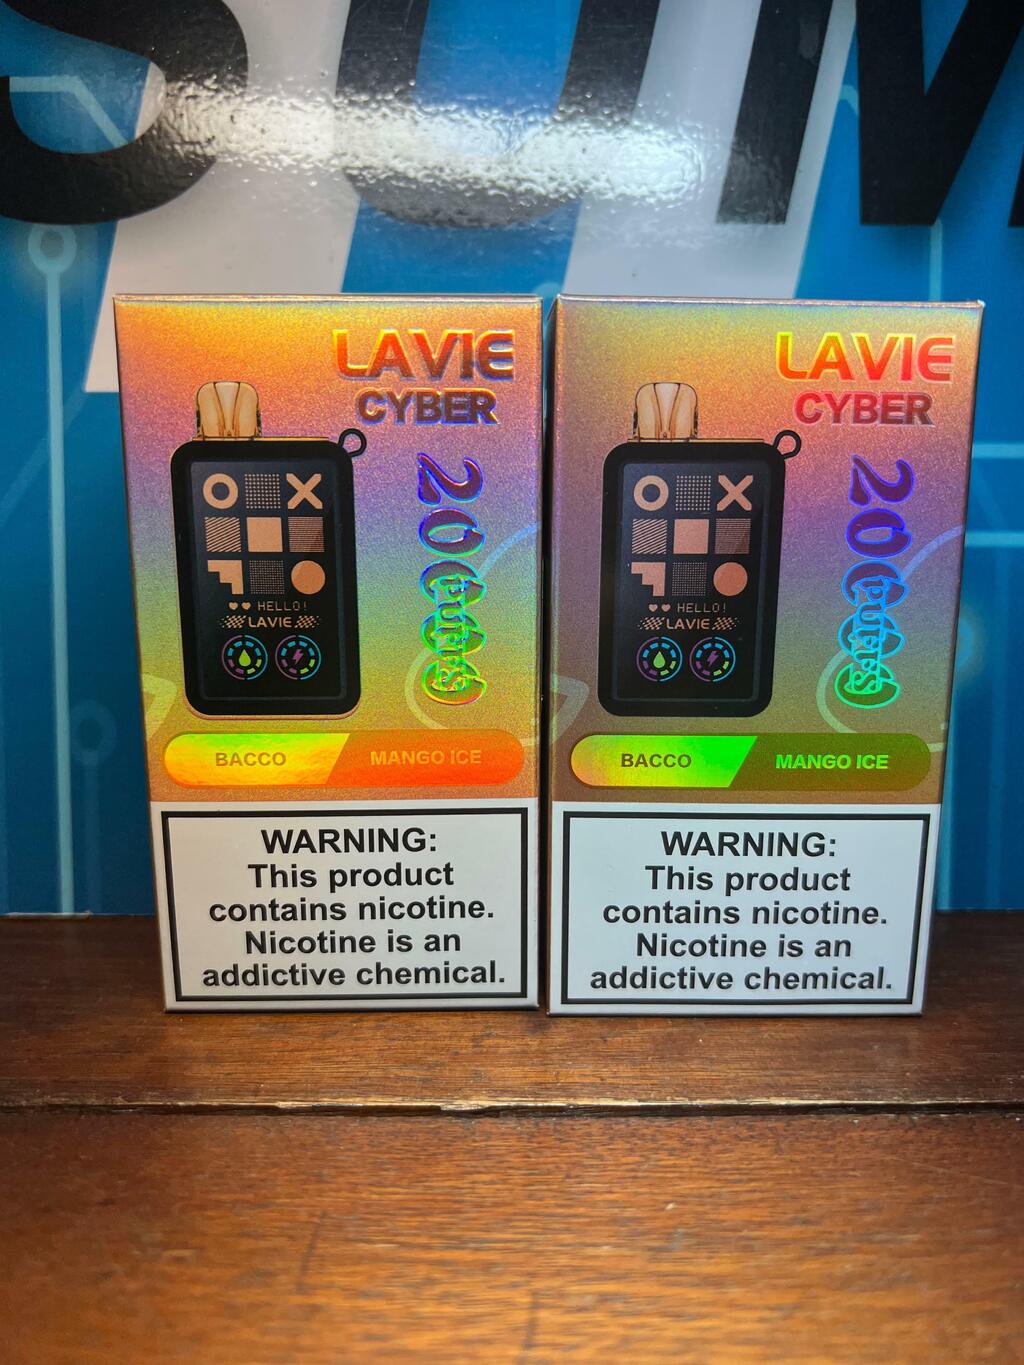 LAVIE
CYBER
20000
PUFFS
HELLO!
LAVIE
BACCO
MANGO ICE
WARNING:
This product
contains nicotine.
Nicotine is an
addictive chemical.
LAVIE
CYBER
20000
PUFFS
HELLO!
LAVIE
BACCO
MANGO ICE
WARNING:
This product
contains nicotine.
Nicotine is an
addictive chemical.